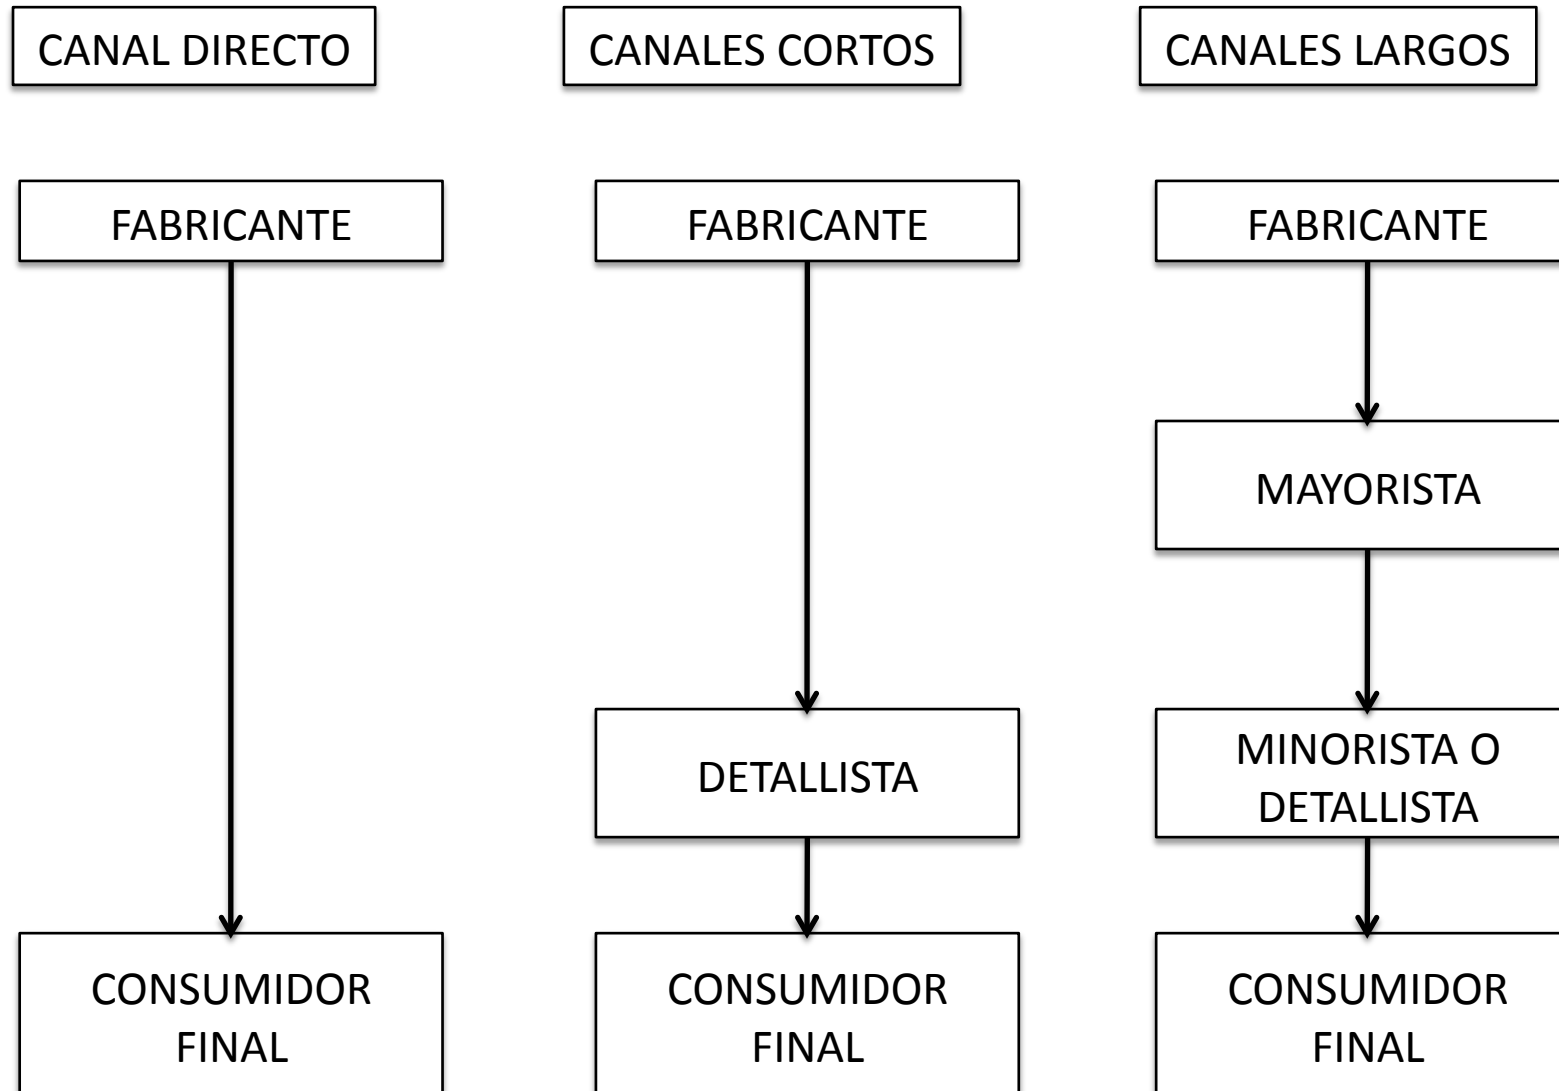 CANAL DIRECTO
CANALES CORTOS
CANALES LARGOS
FABRICANTE
FABRICANTE
FABRICANTE
MAYORISTA
DETALLISTA
MINORISTA O
DETALLISTA
CONSUMIDOR
FINAL
CONSUMIDOR
FINAL
CONSUMIDOR
FINAL